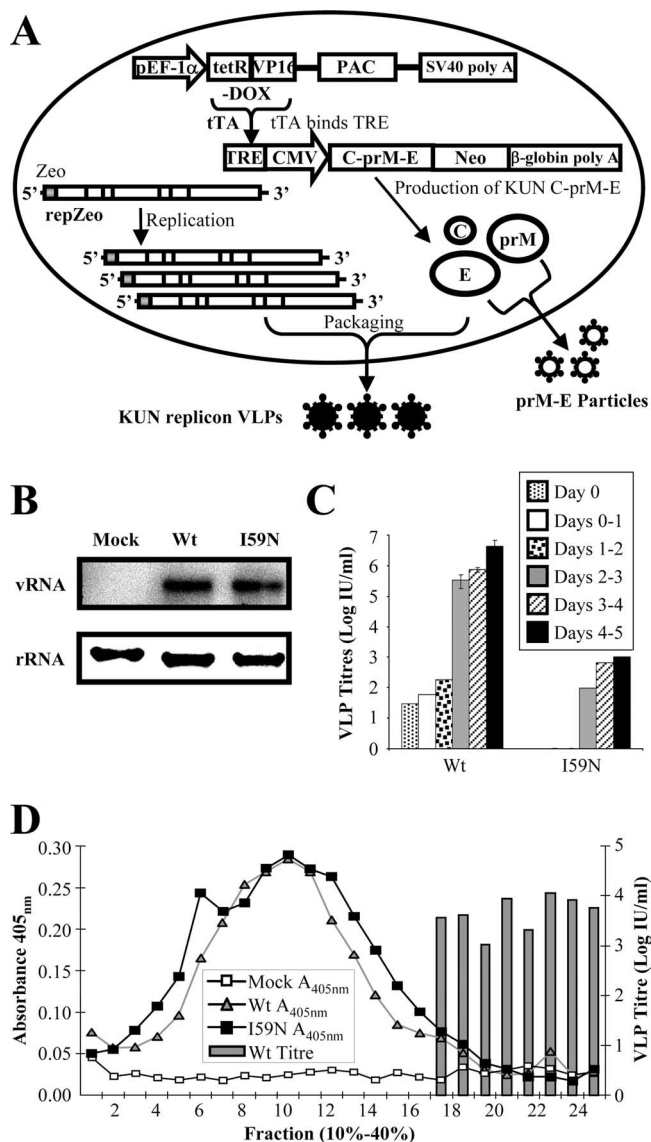 A
pEF-1α tetR VP16 PAC SV40 poly A
-DOX
tTA tTA binds TRE
TRE CMV C-prM-E Neo β-globin poly A
Zeo
5’ 3’
repZeo
Production of KUN C-prM-E
Replication
C prM
E
5’ 3’
5’ 3’
5’ 3’
Packaging
KUN replicon VLPs
prM-E Particles
B
Mock Wt I59N
vRNA
rRNA
C
Day 0
Days 0-1
Days 1-2
Days 2-3
Days 3-4
Days 4-5
VLP Titres (Log IU/ml)
7
6
5
4
3
2
1
0
Wt I59N
D
Absorbance 405nm
0.30
0.25
0.20
0.15
0.10
0.05
0.00
Mock A405nm
Wt A405nm
I59N A405nm
Wt Titre
5
4
3
2
1
0
VLP Titre (Log IU/ml)
2 4 6 8 10 12 14 16 18 20 22 24
Fraction (10%-40%)